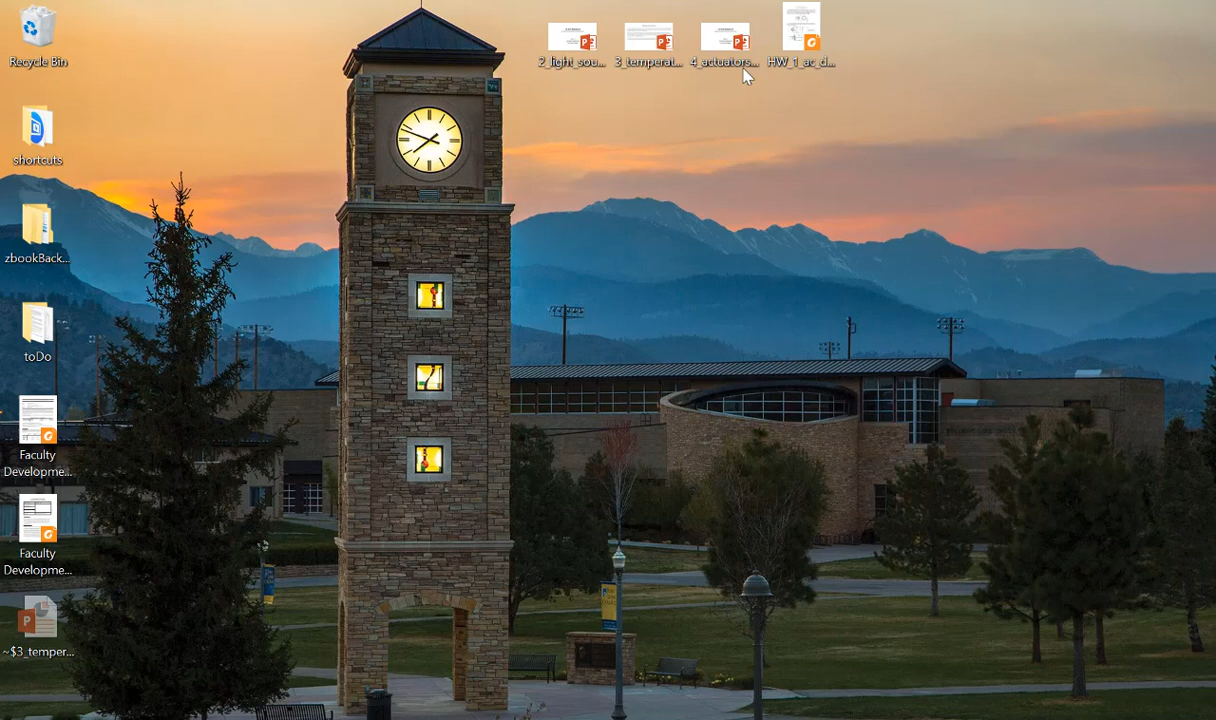 Recycle Bin
shortcuts
zbookBack...
toDo
Faculty
Developme...
Faculty
Developme...
~$3_temper...
2_light_sou...
3_temperat...
4_actuators...
HW_1_ac_d...